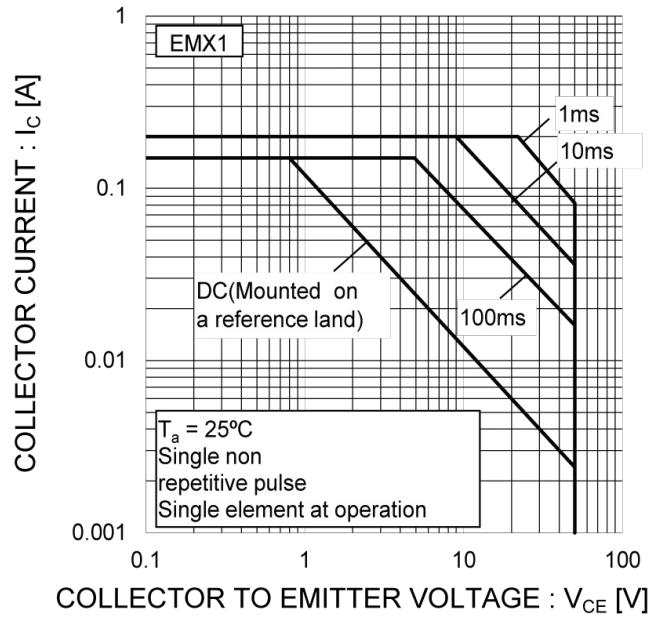 1
EMX1
COLLECTOR CURRENT : IC [A]
1ms
10ms
0.1
DC(Mounted on
a reference land)
100ms
0.01
Ta = 25ºC
Single non
repetitive pulse
Single element at operation
0.001
0.1 1 10 100
COLLECTOR TO EMITTER VOLTAGE : VCE [V]